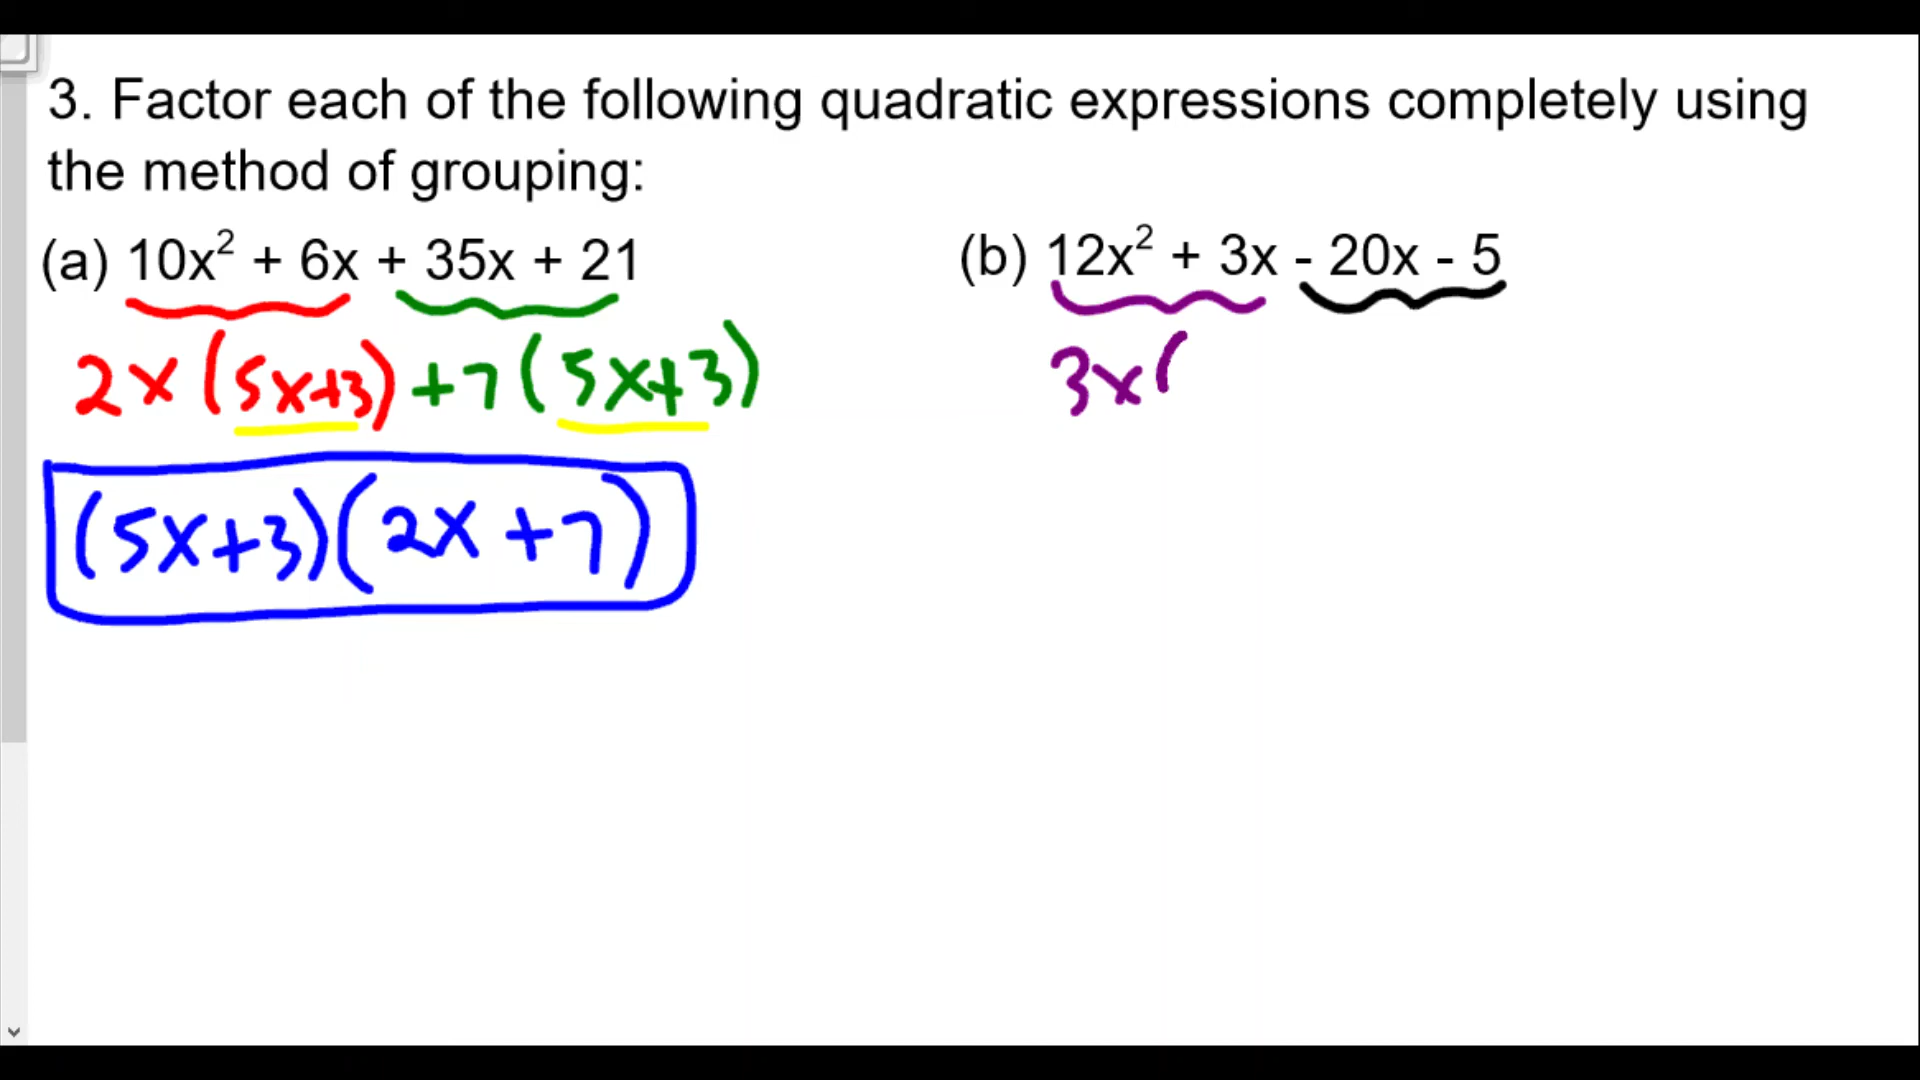 3. Factor each of the following quadratic expressions completely using
the method of grouping:
(a) 10x² + 6x + 35x + 21
2x(5x+3)+7(5x+3)
(5x+3)(2x+7)
(b) 12x² + 3x - 20x - 5
3x(